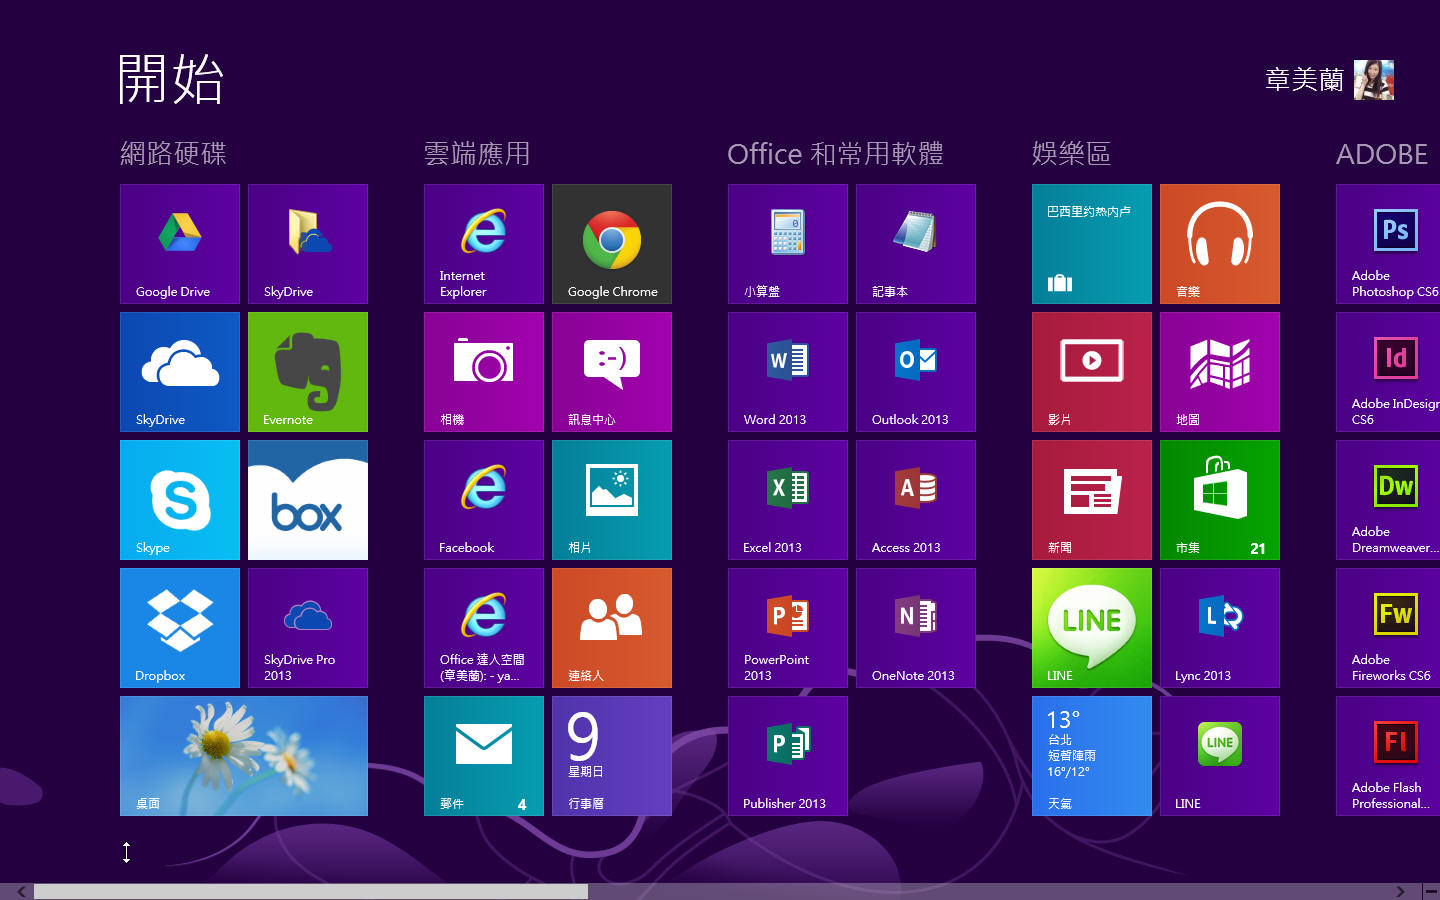 開始
章美蘭
網路硬碟
Google Drive
SkyDrive
SkyDrive
Evernote
Skype
box
Dropbox
SkyDrive Pro
2013
桌面
雲端應用
Internet
Explorer
Google Chrome
相機
:-)
訊息中心
Facebook
相片
Office 達人空間
(章美蘭): - ya...
連絡人
郵件
4
9
星期日
行事曆
Office 和常用軟體
0
小算盤
記事本
W
Word 2013
O
Outlook 2013
X
Excel 2013
A
Access 2013
P
PowerPoint
2013
N
OneNote 2013
P
Publisher 2013
娛樂區
巴西里约热内卢
音樂
影片
地圖
新聞
市集
21
LINE
LINE
L
Lync 2013
13°
台北
短暫陣雨
16°/12°
天氣
LINE
LINE
ADOBE
Ps
Adobe
Photoshop CS6
Id
Adobe InDesign
CS6
Dw
Adobe
Dreamweaver...
Fw
Adobe
Fireworks CS6
Fl
Adobe Flash
Professional...